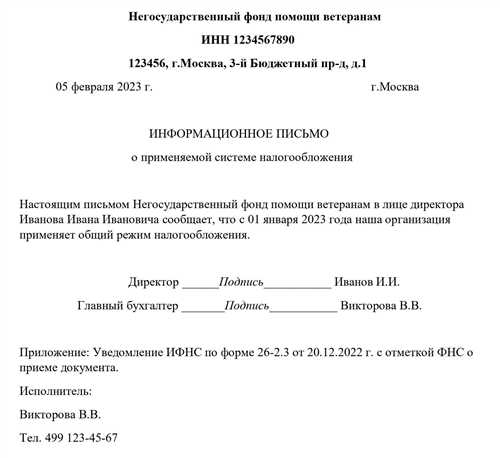 Негосударственный фонд помощи ветеранам
ИНН 1234567890
123456, г.Москва, 3-й Бюджетный пр-д, д.1
05 февраля 2023 г. г.Москва
ИНФОРМАЦИОННОЕ ПИСЬМО
о применяемой системе налогообложения
Настоящим письмом Негосударственный фонд помощи ветеранам в лице директора
Иванова Ивана Ивановича сообщает, что с 01 января 2023 года наша организация
применяет общий режим налогообложения.
Директор ______Подпись___________ Иванов И.И.
Главный бухгалтер _______Подпись___________ Викторова В.В.
Приложение: Уведомление ИФНС по форме 26-2.3 от 20.12.2022 г. с отметкой ФНС о
приеме документа.
Исполнитель:
Викторова В.В.
Тел. 499 123-45-67